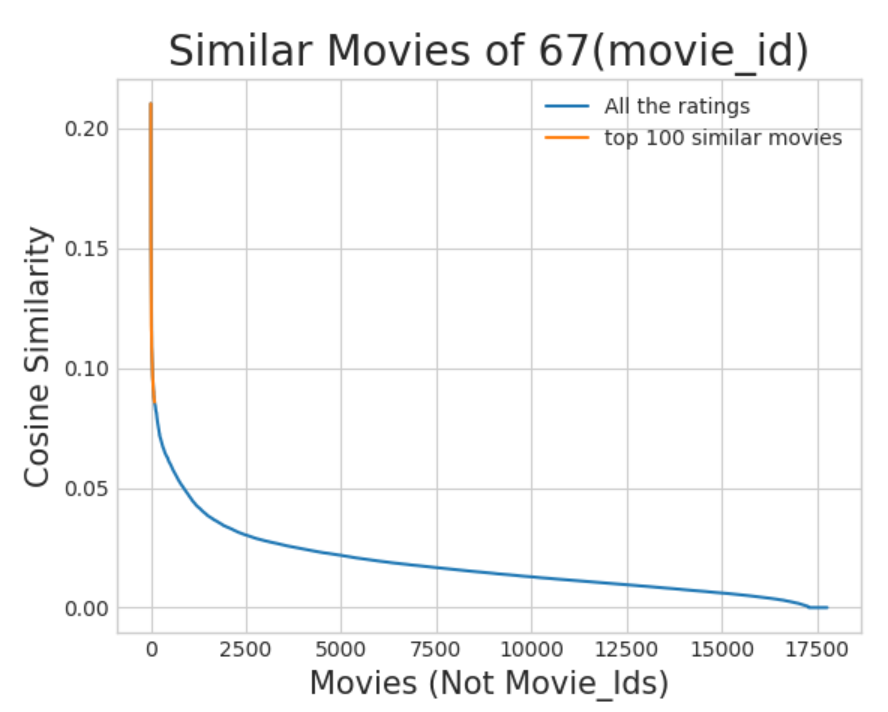 Similar Movies of 67(movie_id)
All the ratings
top 100 similar movies
Cosine Similarity
0.20
0.15
0.10
0.05
0.00
0 2500 5000 7500 10000 12500 15000 17500
Movies (Not Movie_Ids)